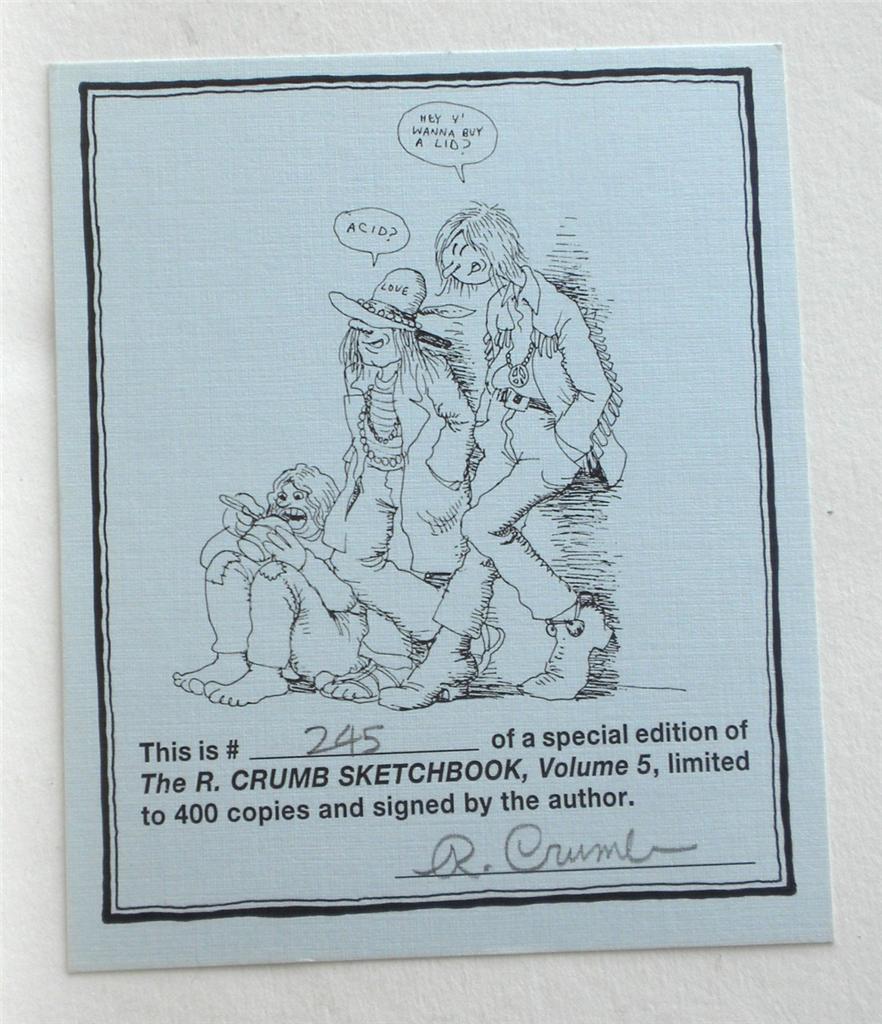 HEY Y'
WANNA BUY
A LID?
ACID?
LOVE
This is # 245 of a special edition of
The R. CRUMB SKETCHBOOK, Volume 5, limited
to 400 copies and signed by the author.
R. Crumb